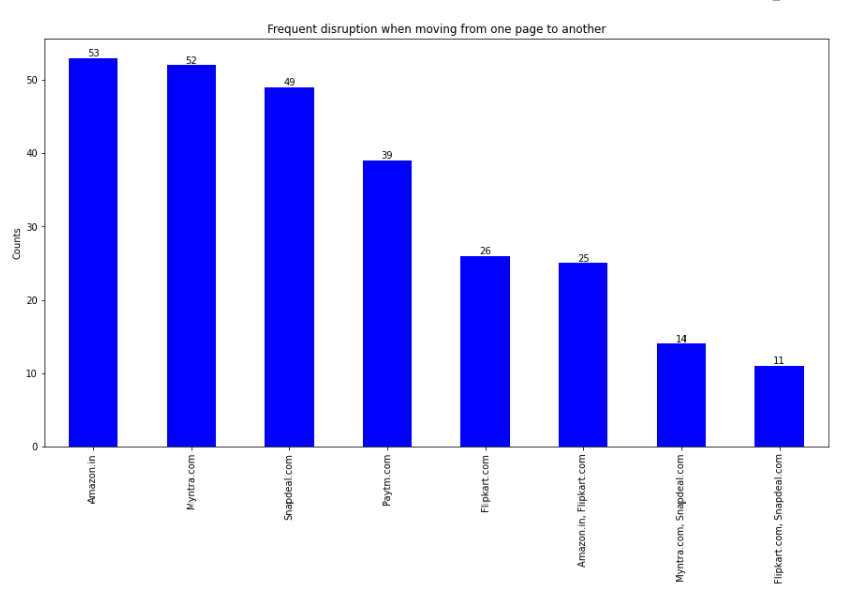 Frequent disruption when moving from one page to another
53
52
49
39
26
25
14
11
50
40
30
20
10
0
Counts
Amazon.in
Myntra.com
Snapdeal.com
Paytm.com
Flipkart.com
Amazon.in, Flipkart.com
Myntra.com, Snapdeal.com
Flipkart.com, Snapdeal.com